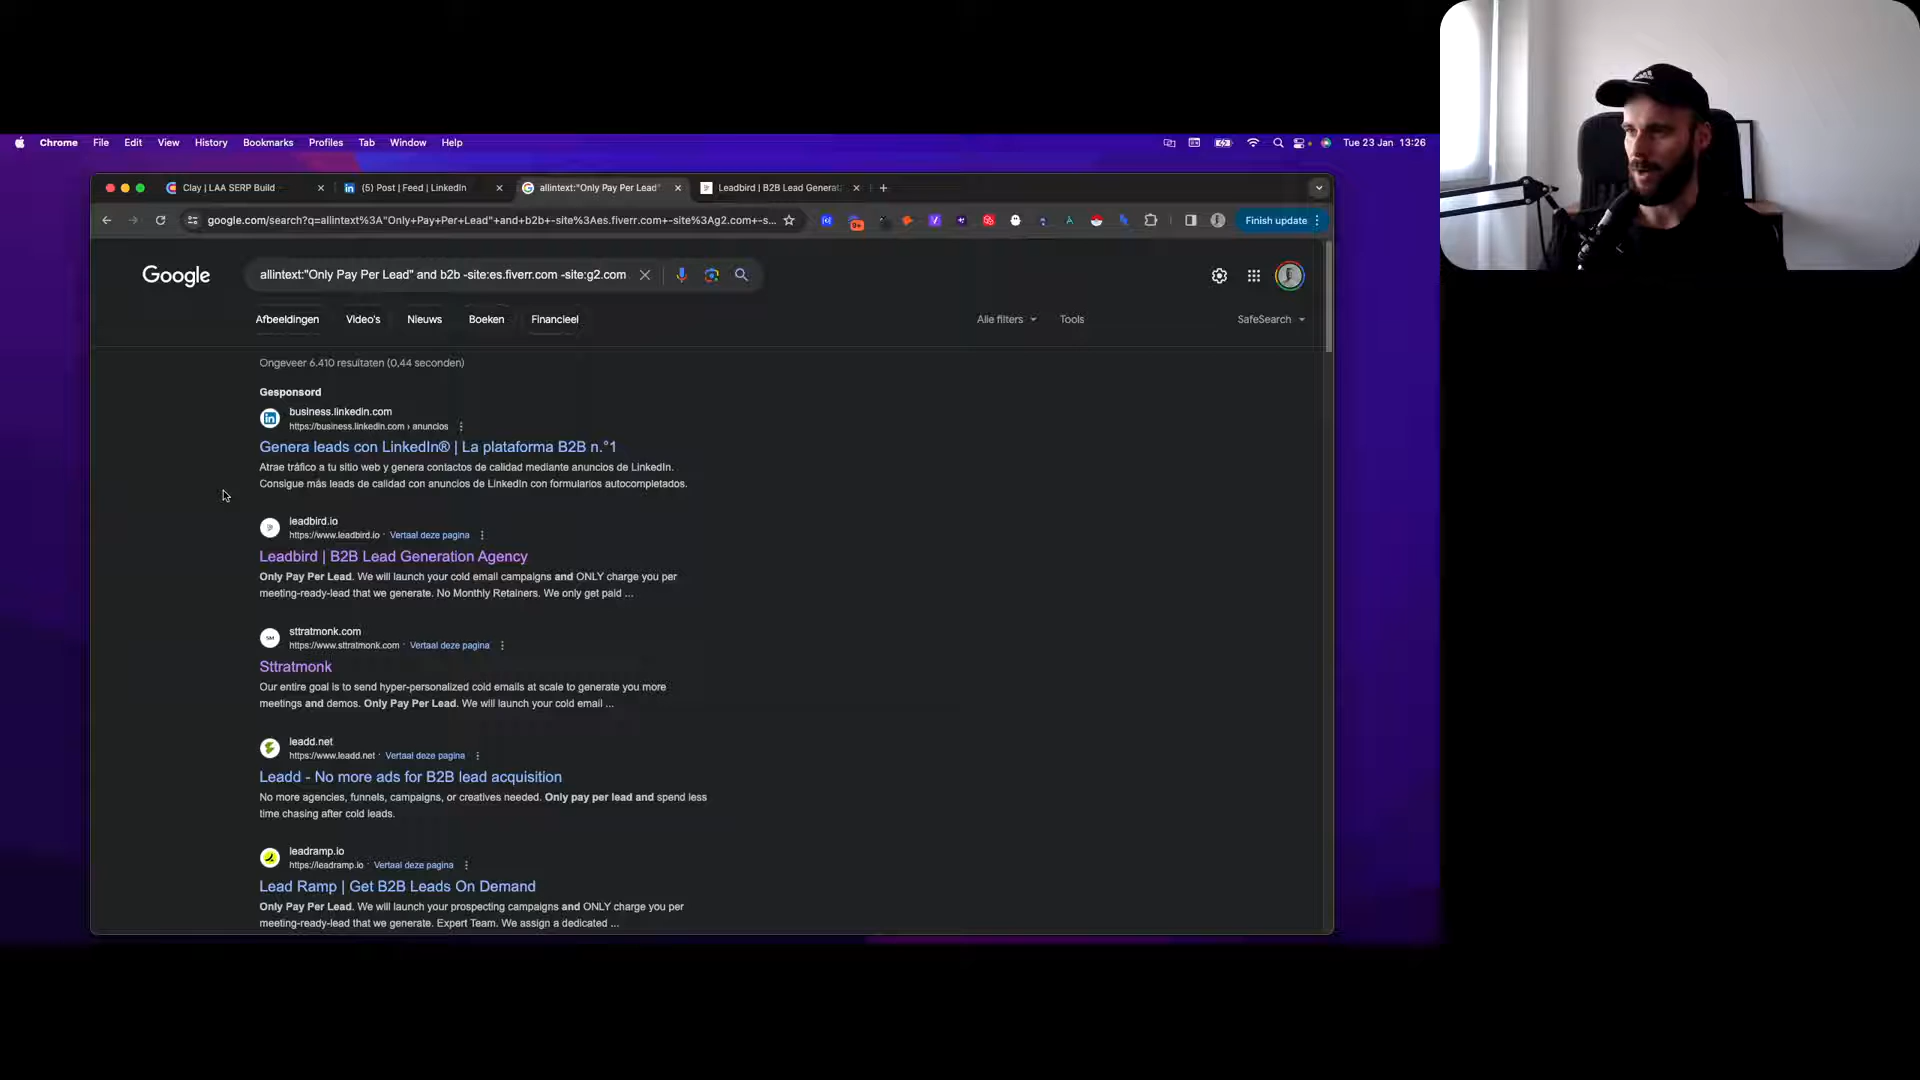 Chrome File Edit View History Bookmarks Profiles Tab Window Help Tue 23 Jan 13:26
Clay | LAA SERP Build (5) Post | Feed | LinkedIn allintext:"Only Pay Per Lead" Leadbird | B2B Lead Generat
google.com/search?q=allintext%3A"Only+Pay+Per+Lead"+and+b2b+-site%3Aes.fiverr.com+-site%3Ag2.com+-s... Finish update
Google allintext:"Only Pay Per Lead" and b2b -site:es.fiverr.com -site:g2.com
Afbeeldingen Video's Nieuws Boeken Financieel Alle filters Tools SafeSearch
Ongeveer 6.410 resultaten (0,44 seconden)
Gesponsord
business.linkedin.com
https://business.linkedin.com › anuncios
Genera leads con LinkedIn® | La plataforma B2B n.°1
Atrae tráfico a tu sitio web y genera contactos de calidad mediante anuncios de LinkedIn.
Consigue más leads de calidad con anuncios de LinkedIn con formularios autocompletados.
leadbird.io
https://www.leadbird.io · Vertaal deze pagina
Leadbird | B2B Lead Generation Agency
Only Pay Per Lead. We will launch your cold email campaigns and ONLY charge you per
meeting-ready-lead that we generate. No Monthly Retainers. We only get paid ...
SM
sttratmonk.com
https://www.sttratmonk.com · Vertaal deze pagina
Sttratmonk
Our entire goal is to send hyper-personalized cold emails at scale to generate you more
meetings and demos. Only Pay Per Lead. We will launch your cold email ...
leadd.net
https://www.leadd.net · Vertaal deze pagina
Leadd - No more ads for B2B lead acquisition
No more agencies, funnels, campaigns, or creatives needed. Only pay per lead and spend less
time chasing after cold leads.
leadramp.io
https://leadramp.io · Vertaal deze pagina
Lead Ramp | Get B2B Leads On Demand
Only Pay Per Lead. We will launch your prospecting campaigns and ONLY charge you per
meeting-ready-lead that we generate. Expert Team. We assign a dedicated ...